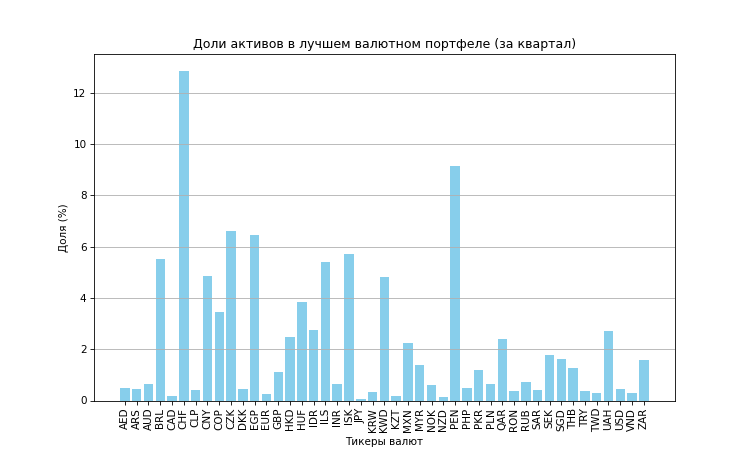 Доли активов в лучшем валютном портфеле (за квартал)
Доля (%)
12
10
8
6
4
2
0
AED ARS AUD BRL CAD CHF CLP CNY COP CZK DKK EGP EUR GBP HKD HUF IDR ILS INR ISK JPY KRW KWD KZT MXN MYR NOK NZD PEN PHP PKR PLN QAR RON RUB SAR SEK SGD THB TRY TWD UAH USD VND ZAR
Тикеры валют